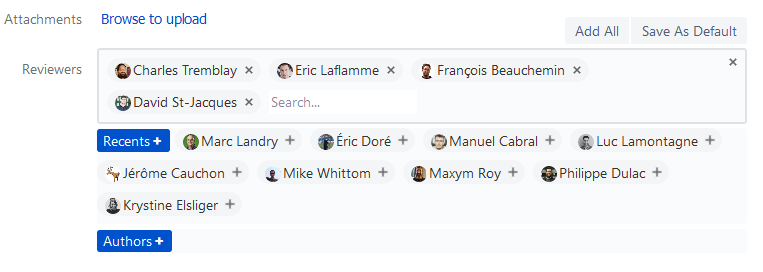 Attachments Browse to upload
Add All Save As Default
Reviewers Charles Tremblay × Eric Laflamme × François Beauchemin × ×
David St-Jacques × Search...
Recents + Marc Landry + Éric Doré + Manuel Cabral + Luc Lamontagne +
Jérôme Cauchon + Mike Whittom + Maxym Roy + Philippe Dulac +
Krystine Elsliger +
Authors +